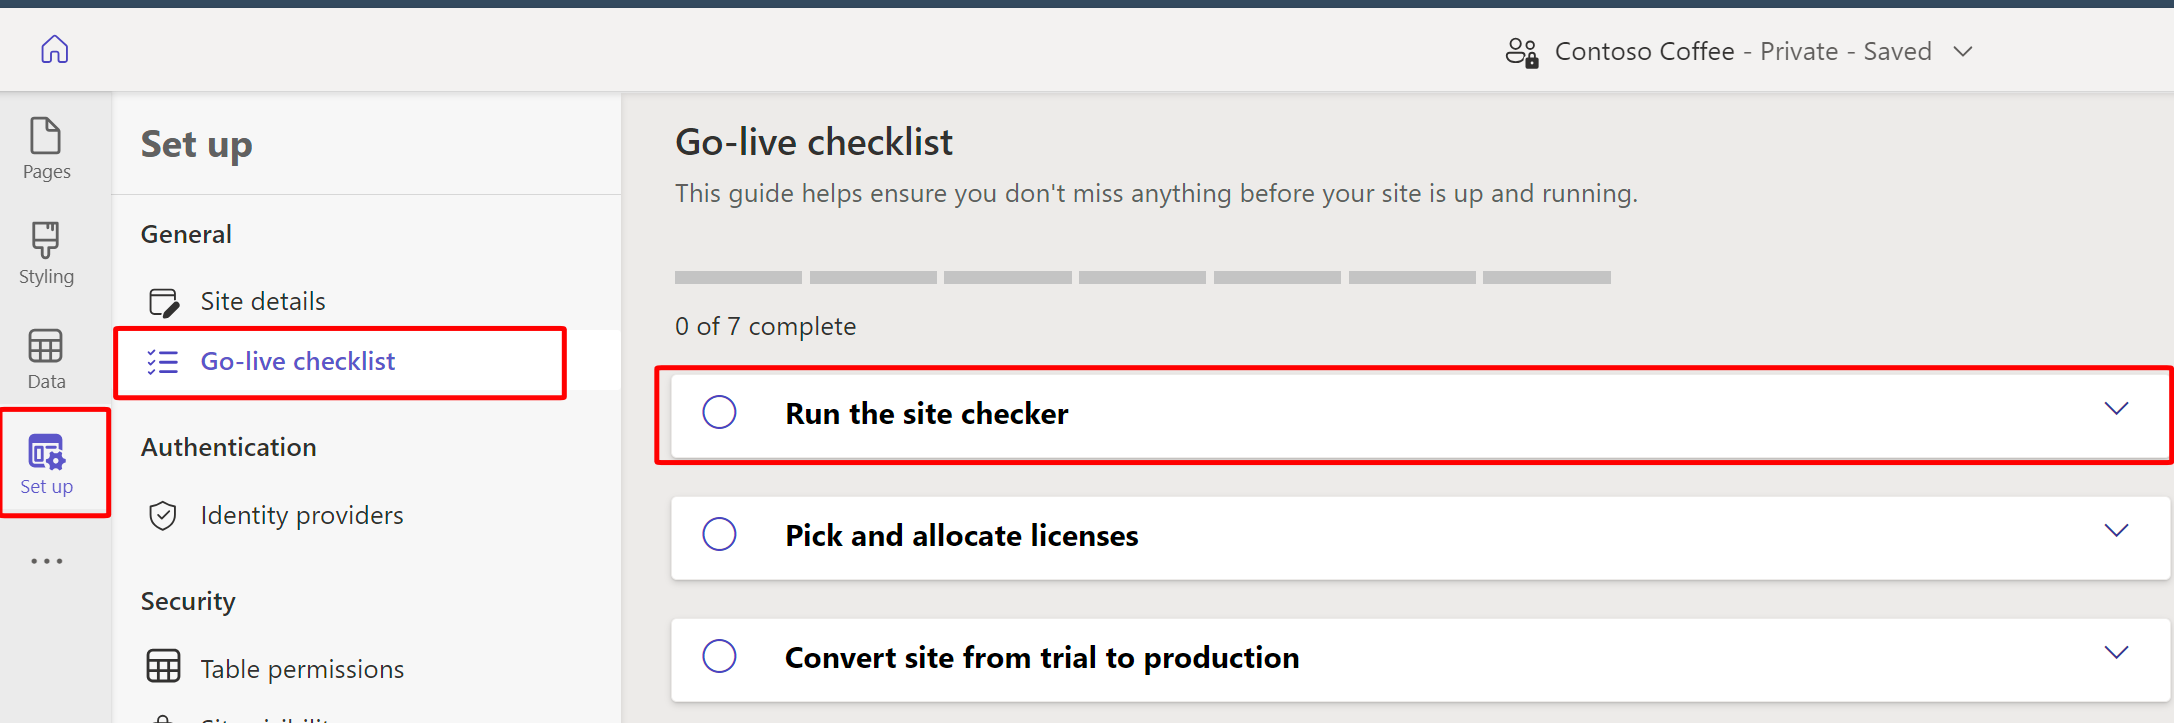 Contoso Coffee - Private - Saved
Pages
Styling
Data
Set up
Set up
General
Site details
Go-live checklist
Authentication
Identity providers
Security
Table permissions
Go-live checklist
This guide helps ensure you don't miss anything before your site is up and running.
0 of 7 complete
Run the site checker
Pick and allocate licenses
Convert site from trial to production